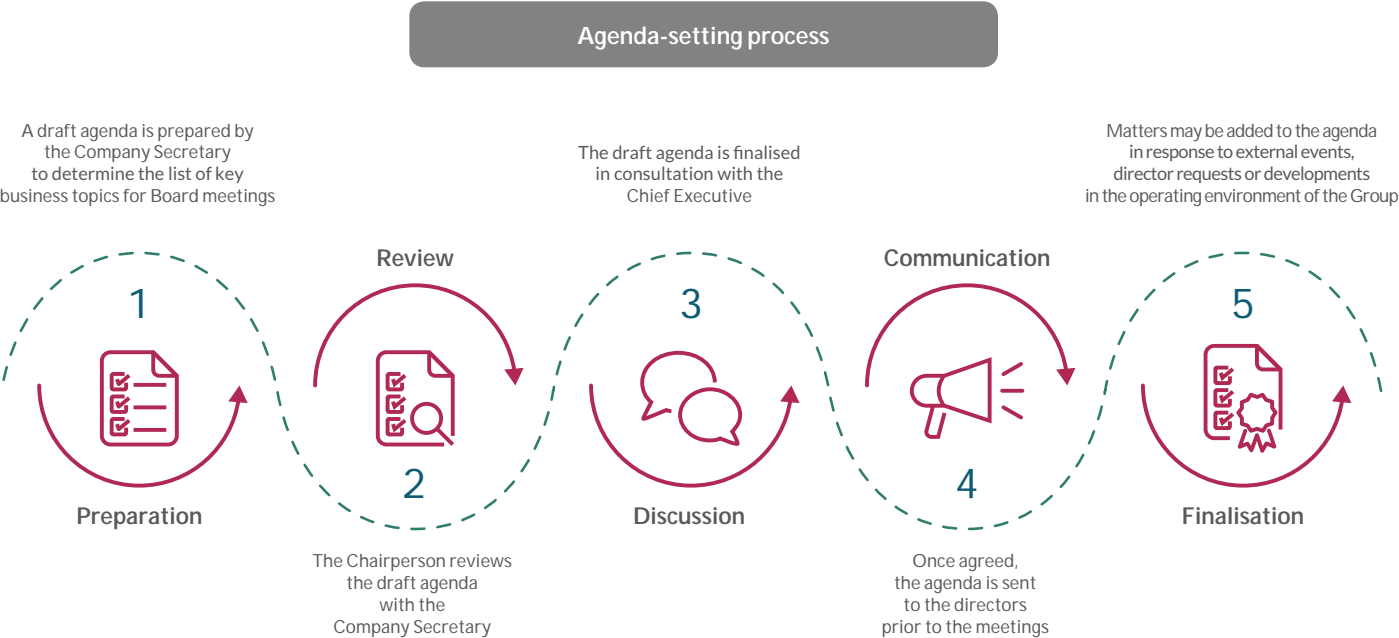 Agenda-setting process
A draft agenda is prepared by
the Company Secretary
to determine the list of key
business topics for Board meetings
1
Preparation
Review
2
The Chairperson reviews
the draft agenda
with the
Company Secretary
The draft agenda is finalised
in consultation with the
Chief Executive
3
Discussion
Communication
4
Once agreed,
the agenda is sent
to the directors
prior to the meetings
Matters may be added to the agenda
in response to external events,
director requests or developments
in the operating environment of the Group
5
Finalisation